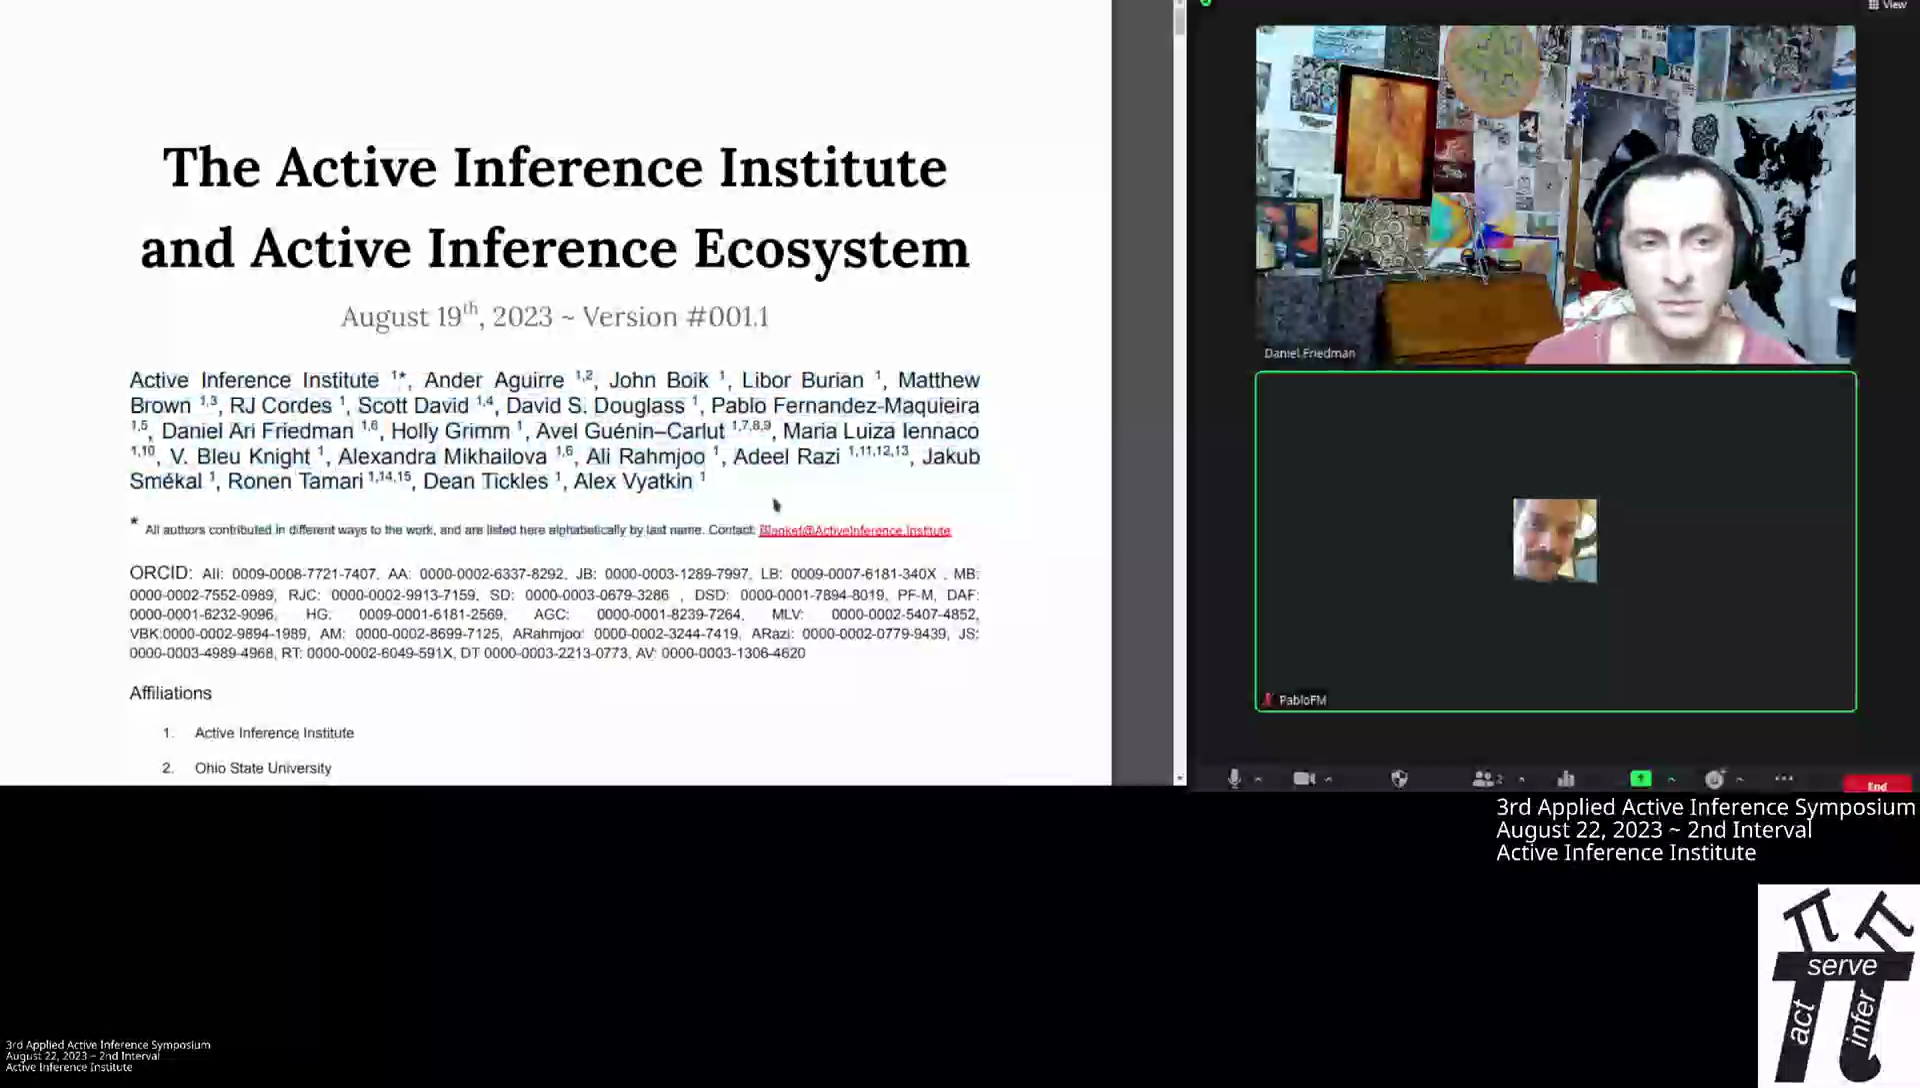 The Active Inference Institute
and Active Inference Ecosystem
August 19th, 2023 ~ Version #001.1
Active Inference Institute 1*, Ander Aguirre 1,2, John Boik 1, Libor Burian 1, Matthew
Brown 1,3, RJ Cordes 1, Scott David 1,4, David S. Douglass 1, Pablo Fernandez-Maquieira
1,5, Daniel Ari Friedman 1,6, Holly Grimm 1, Avel Guénin–Carlut 1,7,8,9, Maria Luiza Iennaco
1,10, V. Bleu Knight 1, Alexandra Mikhailova 1,6, Ali Rahmjoo 1, Adeel Razi 1,11,12,13, Jakub
Smékal 1, Ronen Tamari 1,14,15, Dean Tickles 1, Alex Vyatkin 1
* All authors contributed in different ways to the work, and are listed here alphabetically by last name. Contact: Blanket@ActiveInference.Institute
ORCID: AII: 0009-0008-7721-7407, AA: 0000-0002-6337-8292, JB: 0000-0003-1289-7997, LB: 0009-0007-6181-340X , MB:
0000-0002-7552-0989, RJC: 0000-0002-9913-7159, SD: 0000-0003-0679-3286 , DSD: 0000-0001-7894-8019, PF-M, DAF:
0000-0001-6232-9096, HG: 0009-0001-6181-2569, AGC: 0000-0001-8239-7264, MLV: 0000-0002-5407-4852,
VBK:0000-0002-9894-1989, AM: 0000-0002-8699-7125, ARahmjoo: 0000-0002-3244-7419, ARazi: 0000-0002-0779-9439, JS:
0000-0003-4989-4968, RT: 0000-0002-6049-591X, DT 0000-0003-2213-0773, AV: 0000-0003-1306-4620
Affiliations
1. Active Inference Institute
2. Ohio State University
View
Daniel Friedman
PabloFM
2
End
3rd Applied Active Inference Symposium
August 22, 2023 ~ 2nd Interval
Active Inference Institute
serve
act
infer
3rd Applied Active Inference Symposium
August 22, 2023 ~ 2nd Interval
Active Inference Institute